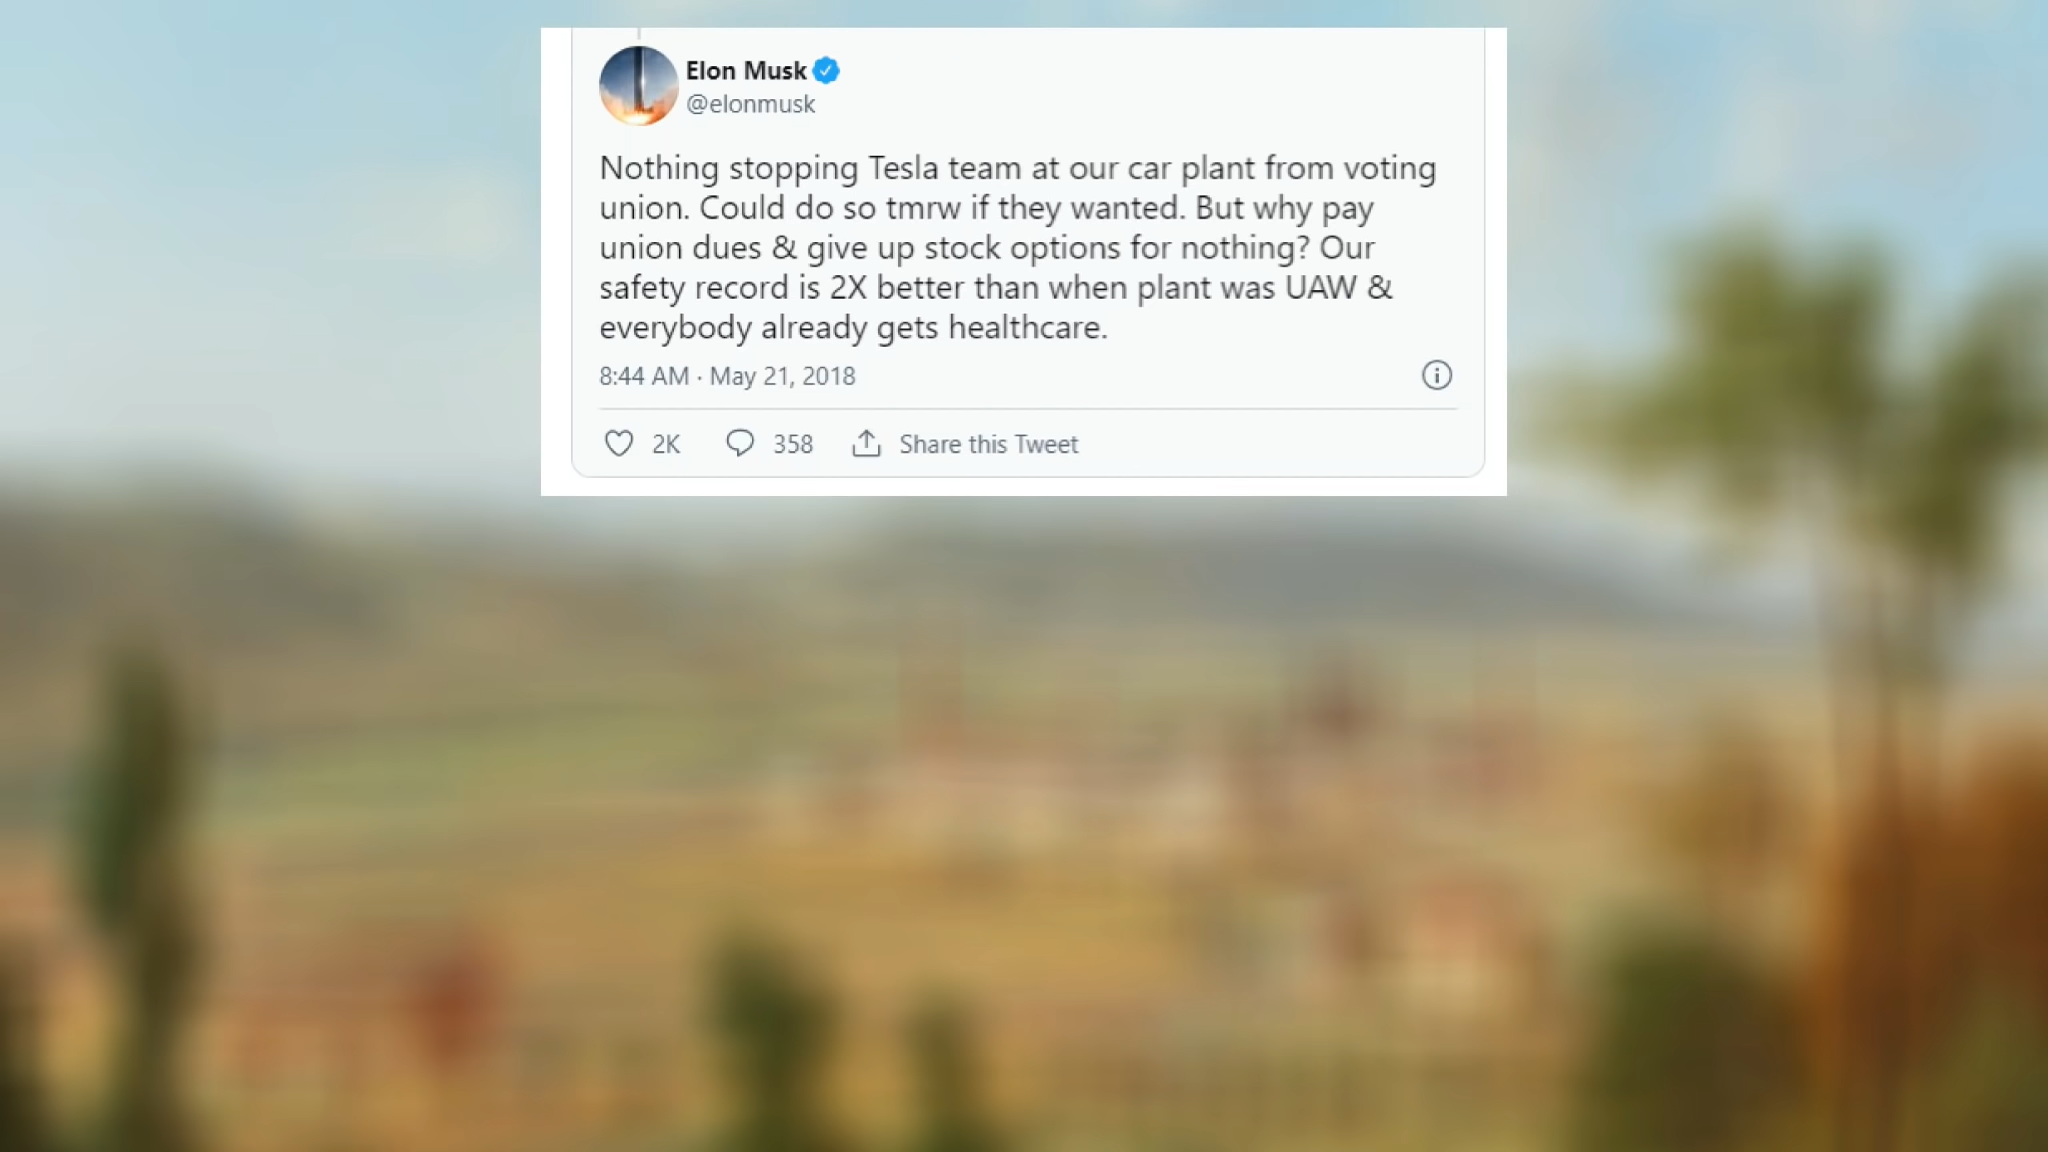 Elon Musk
@elonmusk
Nothing stopping Tesla team at our car plant from voting
union. Could do so tmrw if they wanted. But why pay
union dues & give up stock options for nothing? Our
safety record is 2X better than when plant was UAW &
everybody already gets healthcare.
8:44 AM · May 21, 2018
2K 358 Share this Tweet